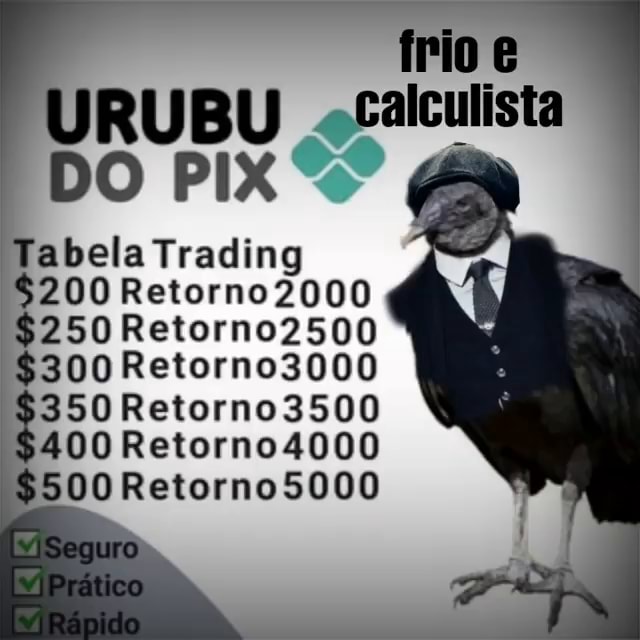 frio e
calculista
URUBU
DO PIX
Tabela Trading
$200 Retorno 2000
$250 Retorno 2500
$300 Retorno 3000
$350 Retorno 3500
$400 Retorno 4000
$500 Retorno 5000
Seguro
Prático
Rápido